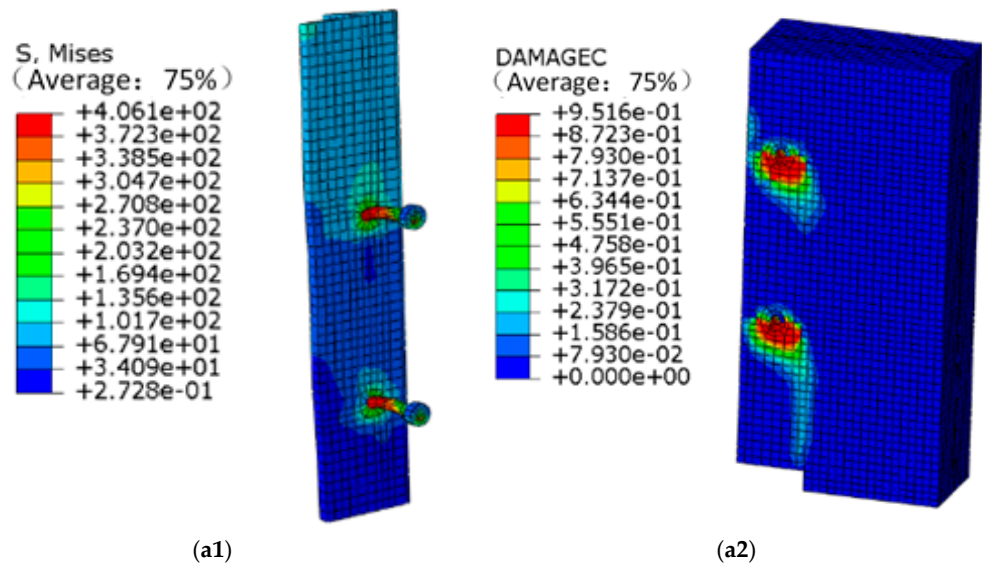 S, Mises
（Average: 75%）
+4.061e+02
+3.723e+02
+3.385e+02
+3.047e+02
+2.708e+02
+2.370e+02
+2.032e+02
+1.694e+02
+1.356e+02
+1.017e+02
+6.791e+01
+3.409e+01
+2.728e-01
DAMAGEC
（Average: 75%）
+9.516e-01
+8.723e-01
+7.930e-01
+7.137e-01
+6.344e-01
+5.551e-01
+4.758e-01
+3.965e-01
+3.172e-01
+2.379e-01
+1.586e-01
+7.930e-02
+0.000e+00
(a1)
(a2)